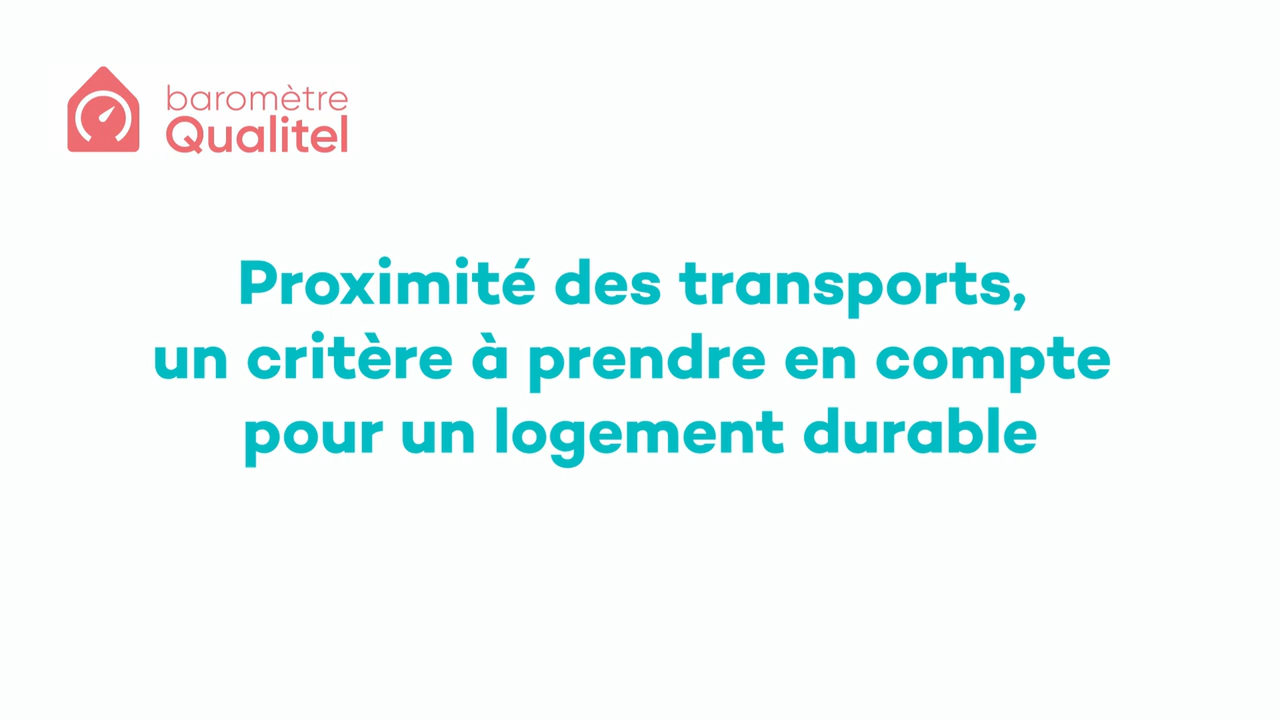 baromètre
Qualitel
Proximité des transports,
un critère à prendre en compte
pour un logement durable